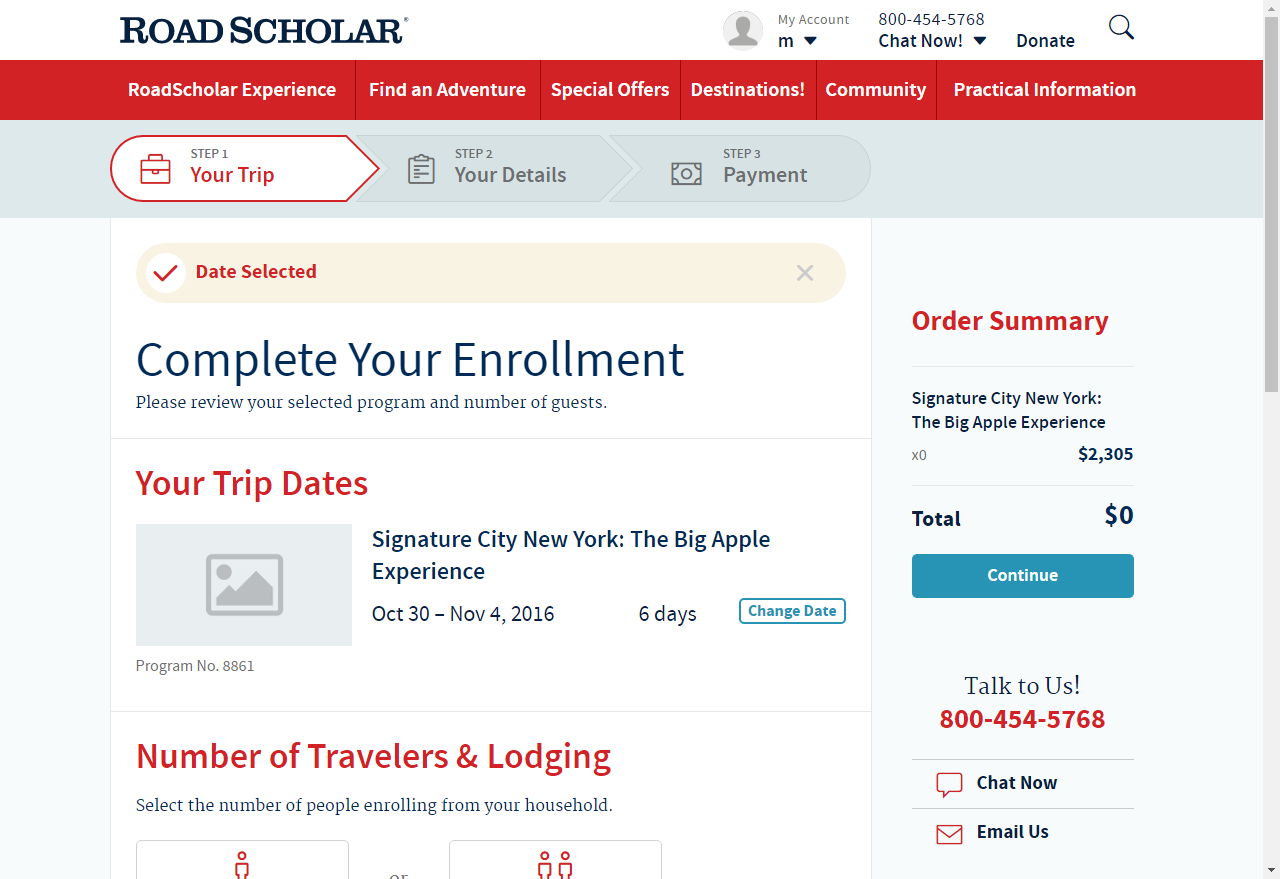 ROAD SCHOLAR®
My Account
m
800-454-5768
Chat Now!
Donate
RoadScholar Experience
Find an Adventure
Special Offers
Destinations!
Community
Practical Information
STEP 1
Your Trip
STEP 2
Your Details
STEP 3
Payment
Date Selected
Complete Your Enrollment
Please review your selected program and number of guests.
Your Trip Dates
Signature City New York: The Big Apple
Experience
Oct 30 – Nov 4, 2016
6 days
Change Date
Program No. 8861
Number of Travelers & Lodging
Select the number of people enrolling from your household.
or
Order Summary
Signature City New York:
The Big Apple Experience
x0
$2,305
Total
$0
Continue
Talk to Us!
800-454-5768
Chat Now
Email Us